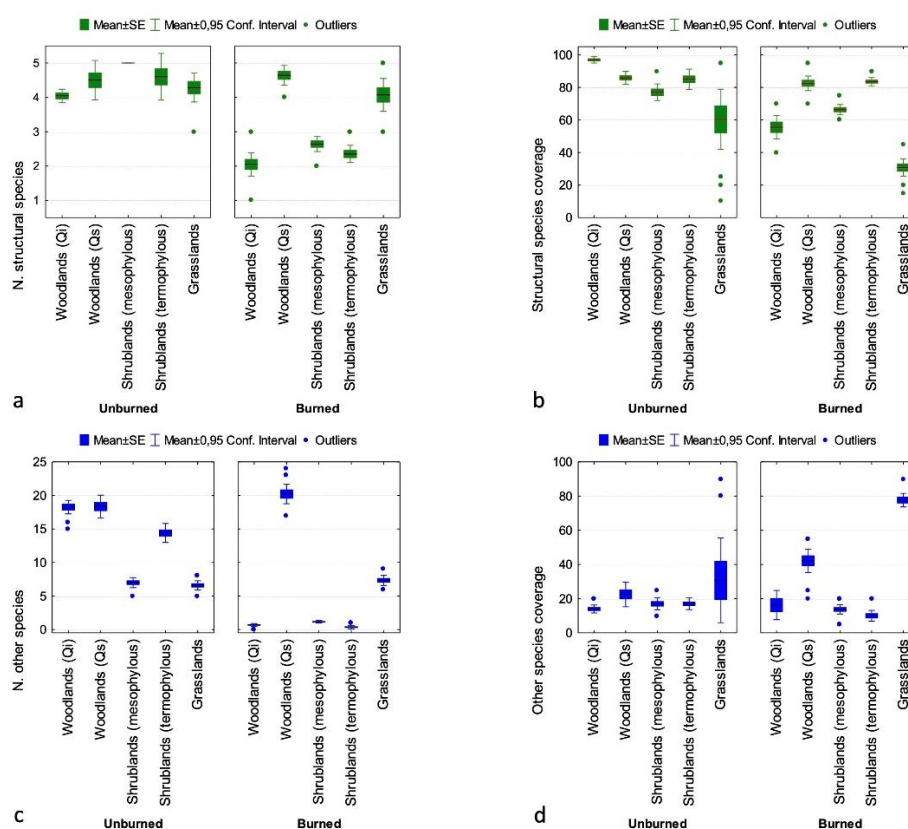 Mean±SE Mean±0,95 Conf. Interval Outliers
N. structural species
5
4
3
2
1
Woodlands (Qi)
Woodlands (Qs)
Shrublands (mesophylous)
Shrublands (termophylous)
Grasslands
Woodlands (Qi)
Woodlands (Qs)
Shrublands (mesophylous)
Shrublands (termophylous)
Grasslands
a
Unburned
Burned
Mean±SE Mean±0,95 Conf. Interval Outliers
Structural species coverage
100
80
60
40
20
0
Woodlands (Qi)
Woodlands (Qs)
Shrublands (mesophylous)
Shrublands (termophylous)
Grasslands
Woodlands (Qi)
Woodlands (Qs)
Shrublands (mesophylous)
Shrublands (termophylous)
Grasslands
b
Unburned
Burned
Mean±SE Mean±0,95 Conf. Interval Outliers
N. other species
25
20
15
10
5
0
Woodlands (Qi)
Woodlands (Qs)
Shrublands (mesophylous)
Shrublands (termophylous)
Grasslands
Woodlands (Qi)
Woodlands (Qs)
Shrublands (mesophylous)
Shrublands (termophylous)
Grasslands
c
Unburned
Burned
Mean±SE Mean±0,95 Conf. Interval Outliers
Other species coverage
100
80
60
40
20
0
Woodlands (Qi)
Woodlands (Qs)
Shrublands (mesophylous)
Shrublands (termophylous)
Grasslands
Woodlands (Qi)
Woodlands (Qs)
Shrublands (mesophylous)
Shrublands (termophylous)
Grasslands
d
Unburned
Burned